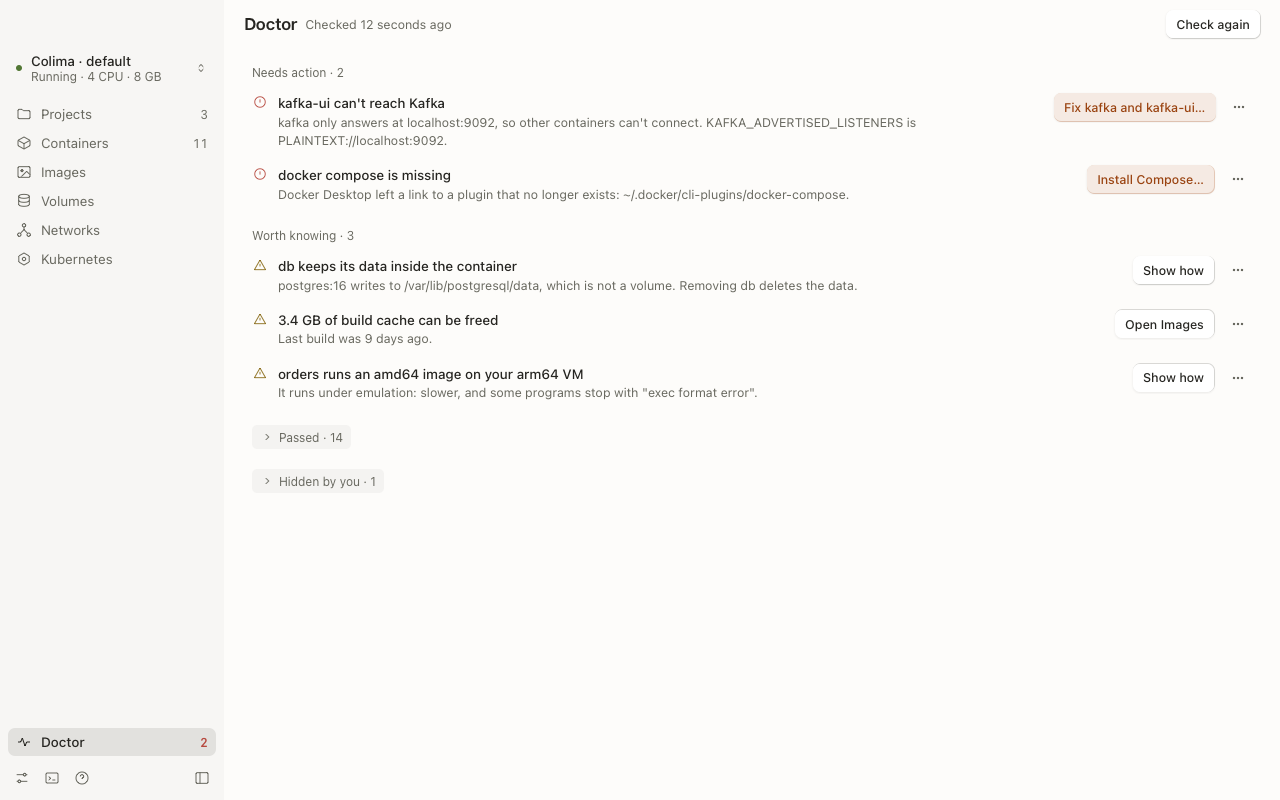 Doctor Checked 12 seconds ago
Check again
Colima · default
Running · 4 CPU · 8 GB
Projects 3
Containers 11
Images
Volumes
Networks
Kubernetes
Needs action · 2
kafka-ui can't reach Kafka
kafka only answers at localhost:9092, so other containers can't connect. KAFKA_ADVERTISED_LISTENERS is
PLAINTEXT://localhost:9092.
Fix kafka and kafka-ui...
docker compose is missing
Docker Desktop left a link to a plugin that no longer exists: ~/.docker/cli-plugins/docker-compose.
Install Compose...
Worth knowing · 3
db keeps its data inside the container
postgres:16 writes to /var/lib/postgresql/data, which is not a volume. Removing db deletes the data.
Show how
3.4 GB of build cache can be freed
Last build was 9 days ago.
Open Images
orders runs an amd64 image on your arm64 VM
It runs under emulation: slower, and some programs stop with "exec format error".
Show how
Passed · 14
Hidden by you · 1
Doctor 2